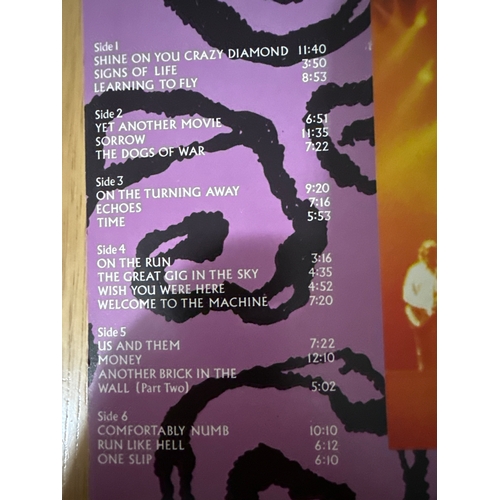 Side 1
SHINE ON YOU CRAZY DIAMOND 11:40
SIGNS OF LIFE 3:50
LEARNING TO FLY 8:53
Side 2
YET ANOTHER MOVIE 6:51
SORROW 11:35
THE DOGS OF WAR 7:22
Side 3
ON THE TURNING AWAY 9:20
ECHOES 7:16
TIME 5:53
Side 4
ON THE RUN 3:16
THE GREAT GIG IN THE SKY 4:35
WISH YOU WERE HERE 4:52
WELCOME TO THE MACHINE 7:20
Side 5
US AND THEM 7:22
MONEY 12:10
ANOTHER BRICK IN THE
WALL (Part Two) 5:02
Side 6
COMFORTABLY NUMB 10:10
RUN LIKE HELL 6:12
ONE SLIP 6:10